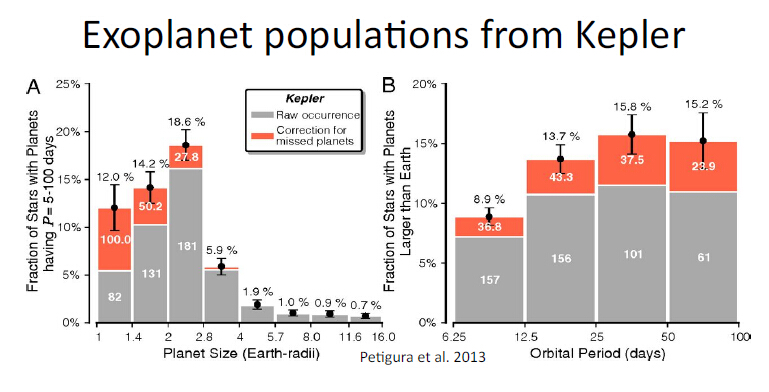 Exoplanet populations from Kepler
A
25%
20%
15%
10%
5%
0%
Fraction of Stars with Planets
having P = 5-100 days
Kepler
Raw occurrence
Correction for
missed planets
12.0 %
14.2 %
18.6 %
5.9 %
1.9 %
1.0 %
0.9 %
0.7 %
100.0
50.2
27.8
82
131
181
1 1.4 2 2.8 4 5.7 8.0 11.6 16.0
Planet Size (Earth-radii)
B
20%
15%
10%
5%
0%
Fraction of Stars with Planets
Larger than Earth
8.9 %
13.7 %
15.8 %
15.2 %
36.8
43.3
37.5
157
156
101
61
6.25 12.5 25 50 100
Orbital Period (days)
Petigura et al. 2013